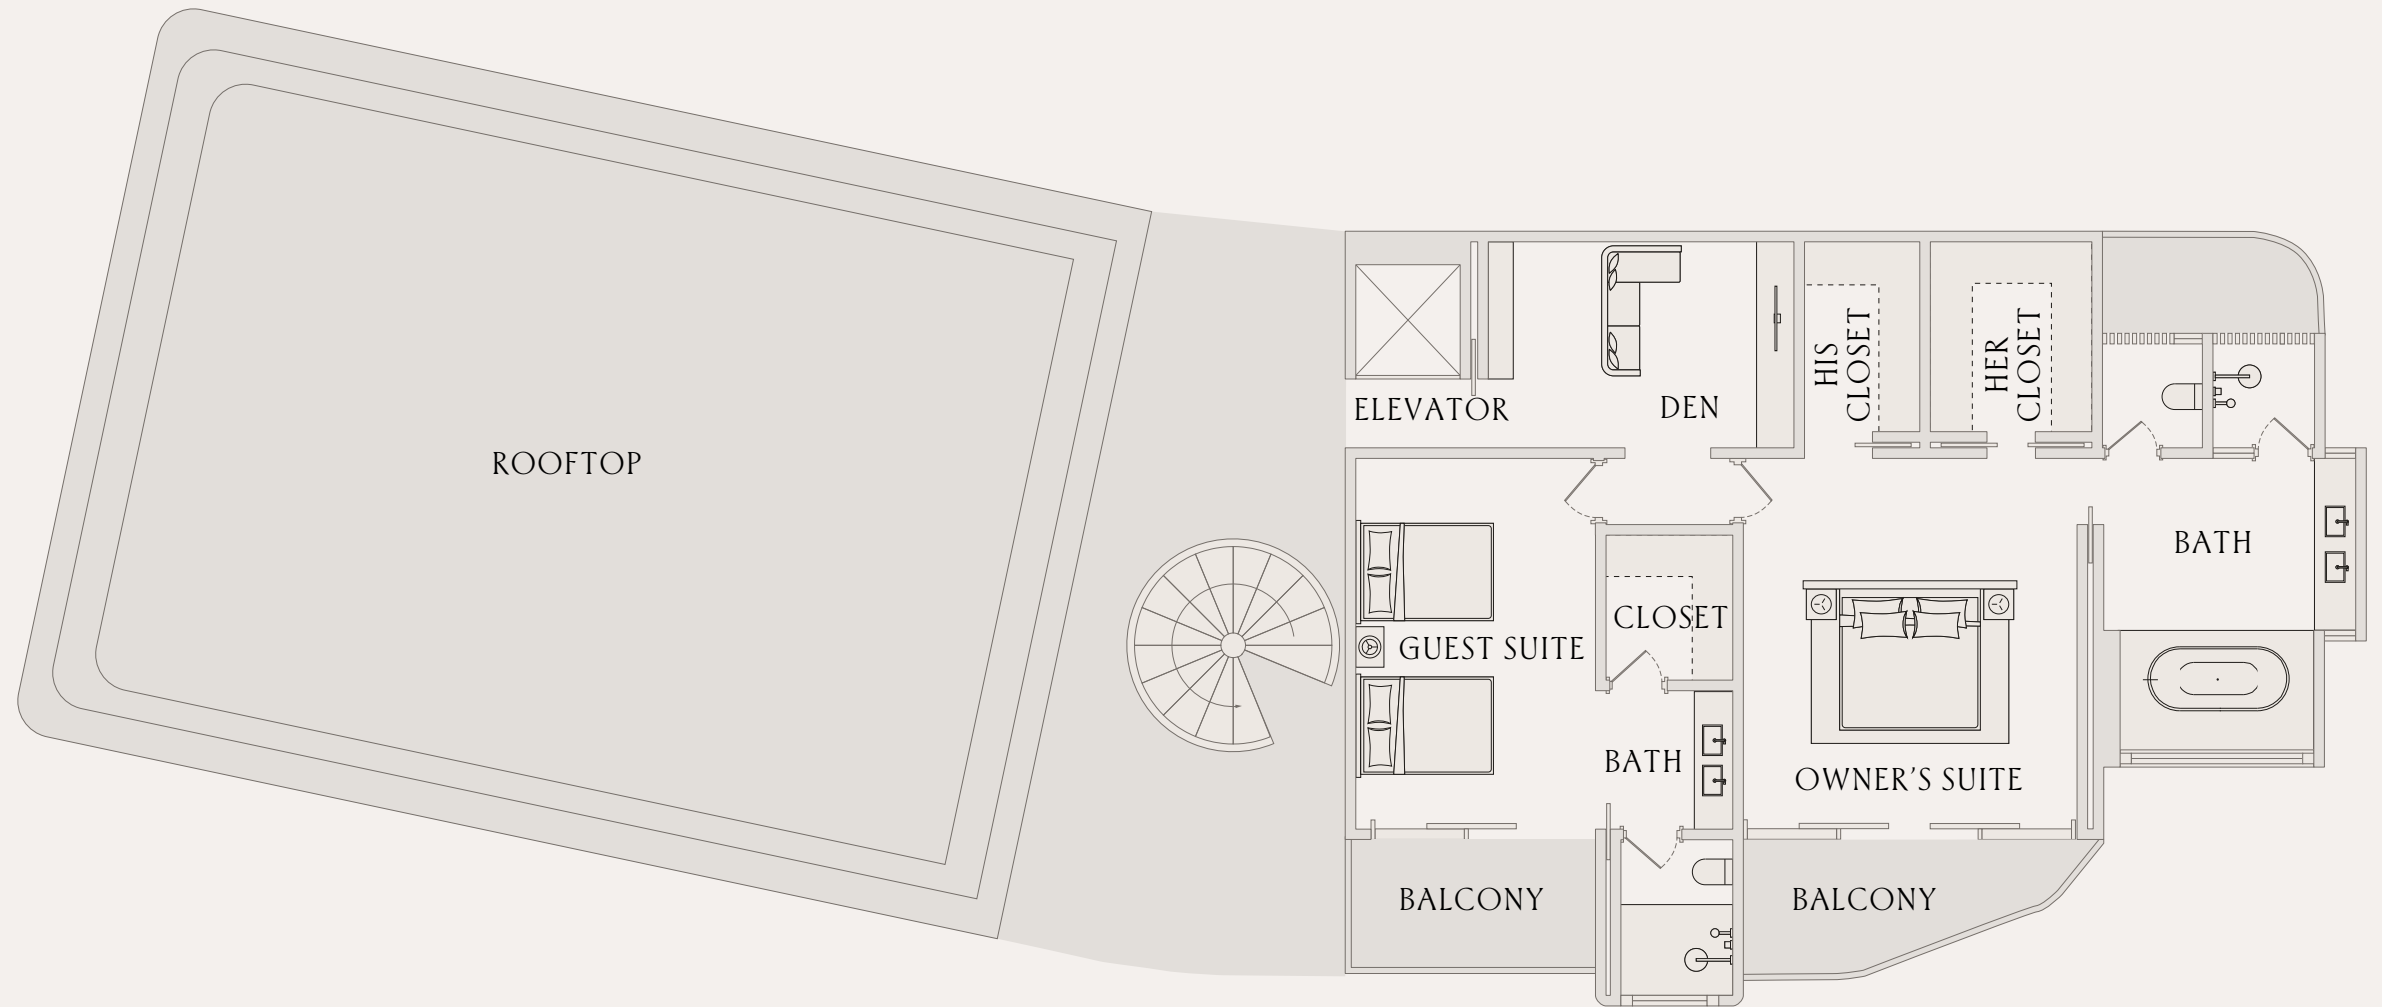 ROOFTOP
ELEVATOR
DEN
HIS
CLOSET
HER
CLOSET
BATH
CLOSET
GUEST SUITE
BATH
OWNER'S SUITE
BALCONY
BALCONY